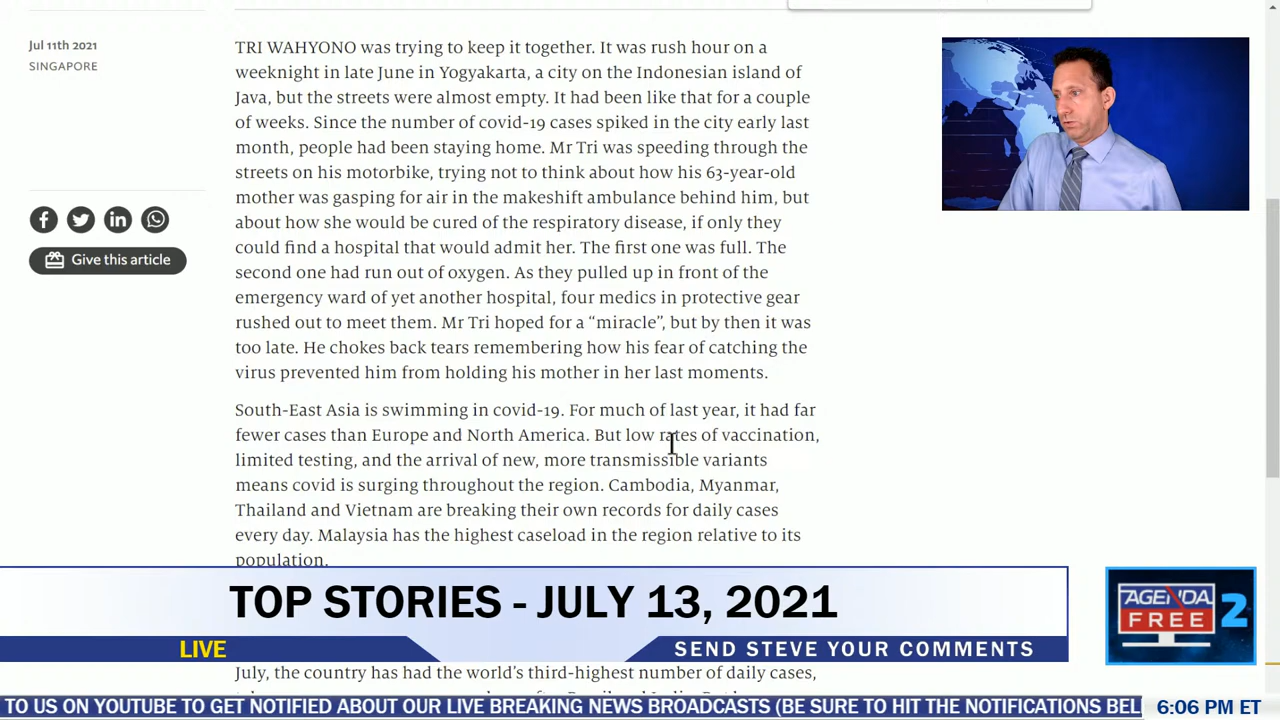 Jul 11th 2021
SINGAPORE
Give this article
TRI WAHYONO was trying to keep it together. It was rush hour on a
weeknight in late June in Yogyakarta, a city on the Indonesian island of
Java, but the streets were almost empty. It had been like that for a couple
of weeks. Since the number of covid-19 cases spiked in the city early last
month, people had been staying home. Mr Tri was speeding through the
streets on his motorbike, trying not to think about how his 63-year-old
mother was gasping for air in the makeshift ambulance behind him, but
about how she would be cured of the respiratory disease, if only they
could find a hospital that would admit her. The first one was full. The
second one had run out of oxygen. As they pulled up in front of the
emergency ward of yet another hospital, four medics in protective gear
rushed out to meet them. Mr Tri hoped for a “miracle”, but by then it was
too late. He chokes back tears remembering how his fear of catching the
virus prevented him from holding his mother in her last moments.
South-East Asia is swimming in covid-19. For much of last year, it had far
fewer cases than Europe and North America. But low rates of vaccination,
limited testing, and the arrival of new, more transmissible variants
means covid is surging throughout the region. Cambodia, Myanmar,
Thailand and Vietnam are breaking their own records for daily cases
every day. Malaysia has the highest caseload in the region relative to its
population.
TOP STORIES - JULY 13, 2021
AGENDA
FREE 2
LIVE
SEND STEVE YOUR COMMENTS
July, the country has had the world’s third-highest number of daily cases,
TO US ON YOUTUBE TO GET NOTIFIED ABOUT OUR LIVE BREAKING NEWS BROADCASTS (BE SURE TO HIT THE NOTIFICATIONS BEL
6:06 PM ET